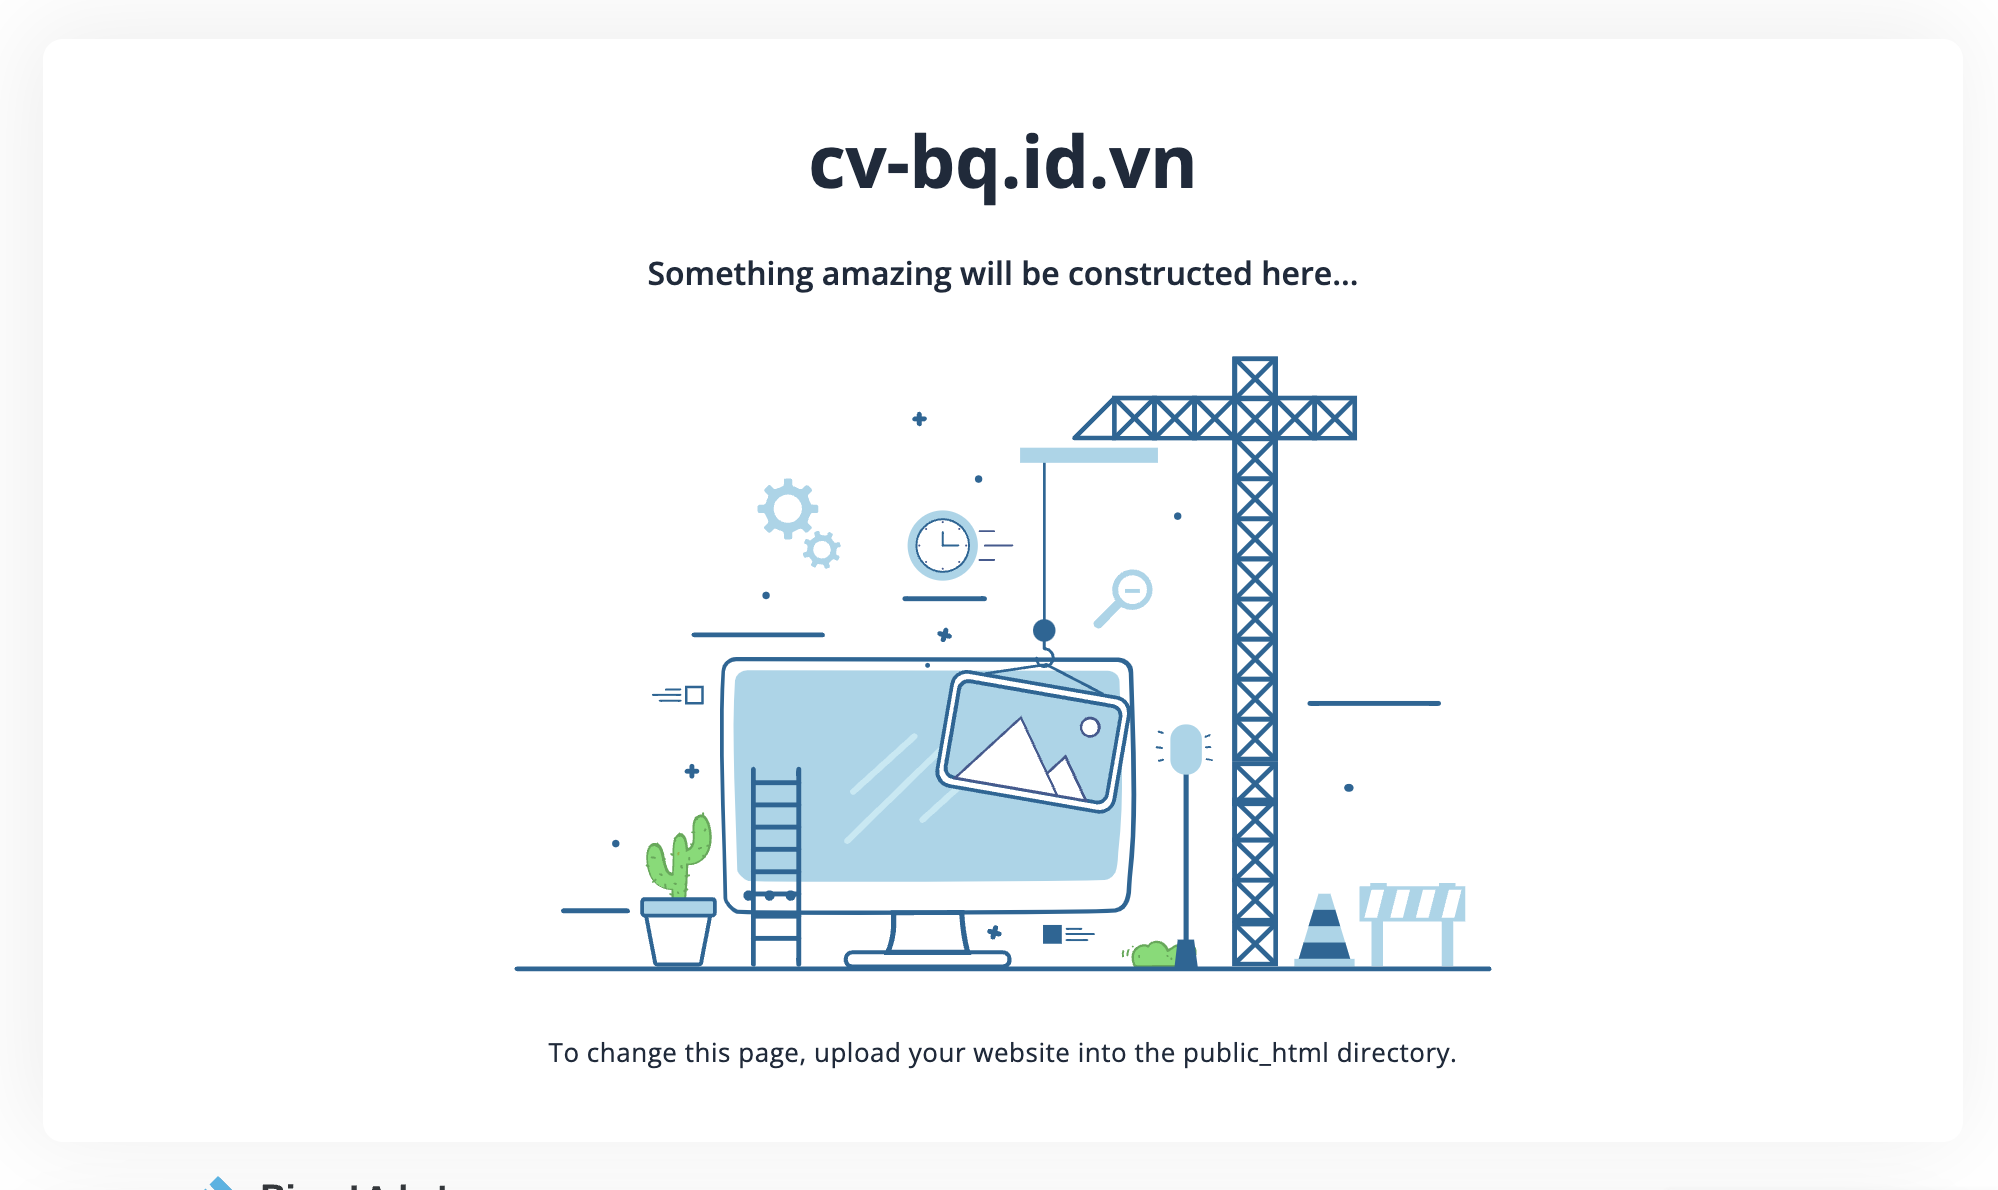 cv-bq.id.vn
Something amazing will be constructed here...
To change this page, upload your website into the public_html directory.